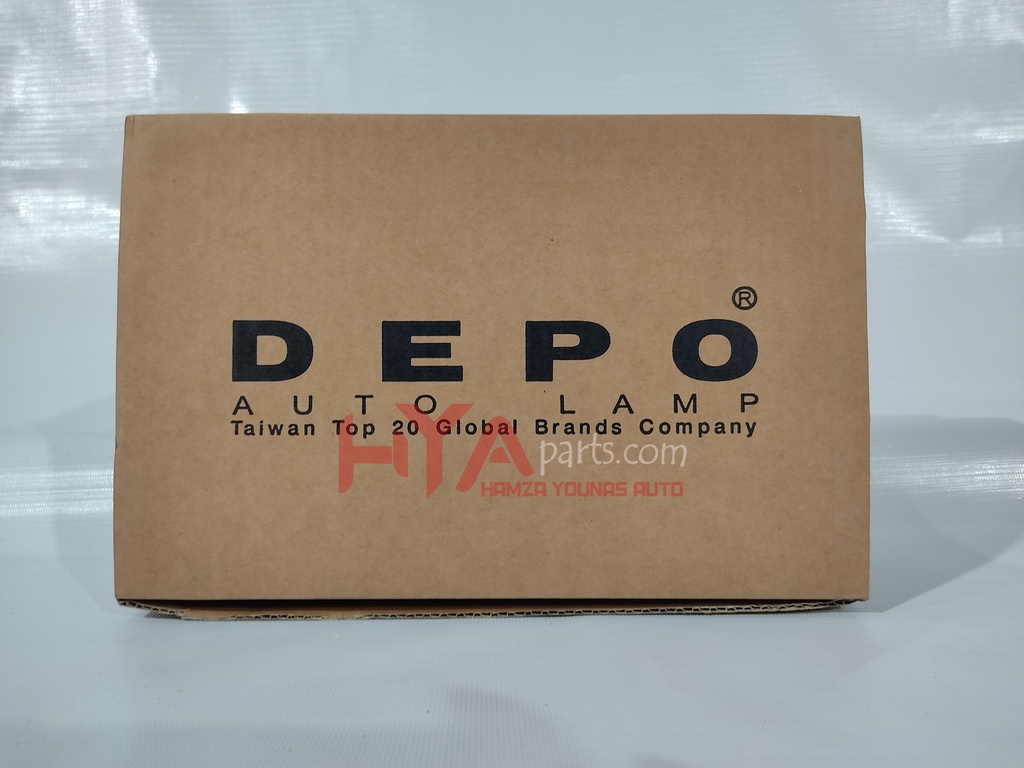 ®
DEPO
AUTO LAMP
Taiwan Top 20 Global Brands Company
HYAparts.com
HAMZA YOUNAS AUTO